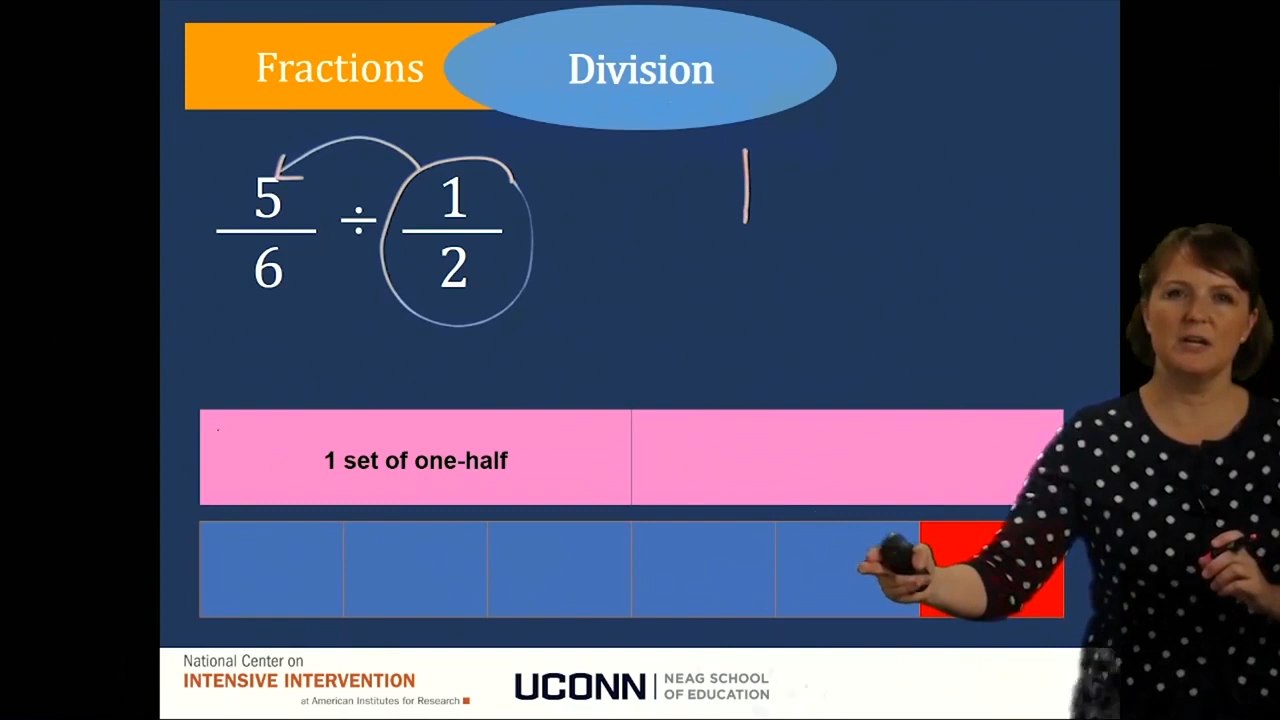 Fractions Division
5/6 ÷ 1/2
1
1 set of one-half
National Center on
INTENSIVE INTERVENTION
at American Institutes for Research
UCONN | NEAG SCHOOL
OF EDUCATION